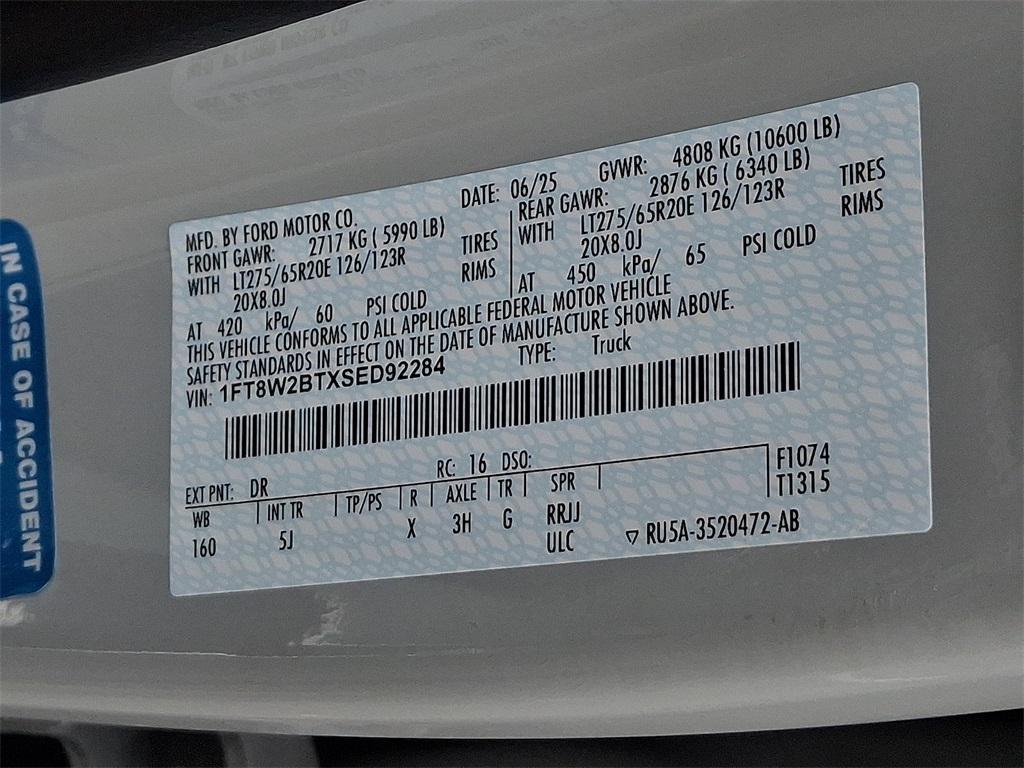 MFD. BY FORD MOTOR CO. DATE: 06/25 GVWR: 4808 KG (10600 LB)
FRONT GAWR: 2717 KG ( 5990 LB)
WITH LT275/65R20E 126/123R TIRES
20X8.0J RIMS
AT 420 kPa/ 60 PSI COLD
REAR GAWR: 2876 KG ( 6340 LB)
WITH LT275/65R20E 126/123R TIRES
20X8.0J RIMS
AT 450 kPa/ 65 PSI COLD
THIS VEHICLE CONFORMS TO ALL APPLICABLE FEDERAL MOTOR VEHICLE
SAFETY STANDARDS IN EFFECT ON THE DATE OF MANUFACTURE SHOWN ABOVE.
VIN: 1FT8W2BTXSED92284 TYPE: Truck
EXT PNT: DR RC: 16 DSO: F1074
WB INT TR TP/PS R AXLE TR SPR T1315
160 5J X 3H G RRJJ
ULC ▽ RU5A-3520472-AB
IN CASE OF ACCIDENT